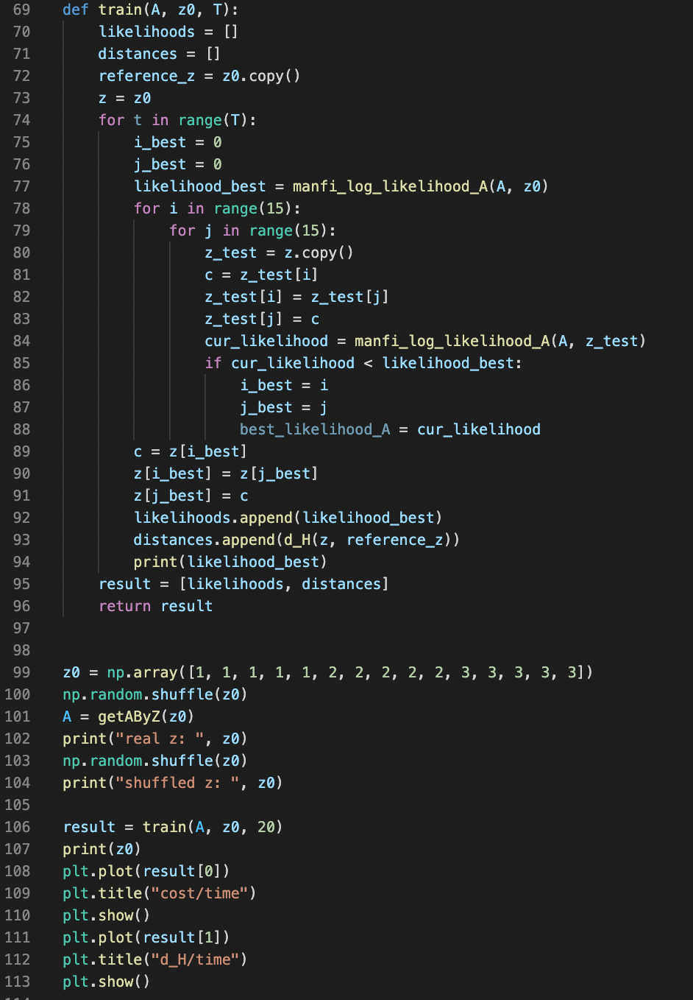 69 def train(A, z0, T):
70     likelihoods = []
71     distances = []
72     reference_z = z0.copy()
73     z = z0
74     for t in range(T):
75         i_best = 0
76         j_best = 0
77         likelihood_best = manfi_log_likelihood_A(A, z0)
78         for i in range(15):
79             for j in range(15):
80                 z_test = z.copy()
81                 c = z_test[i]
82                 z_test[i] = z_test[j]
83                 z_test[j] = c
84                 cur_likelihood = manfi_log_likelihood_A(A, z_test)
85                 if cur_likelihood < likelihood_best:
86                     i_best = i
87                     j_best = j
88                     best_likelihood_A = cur_likelihood
89         c = z[i_best]
90         z[i_best] = z[j_best]
91         z[j_best] = c
92         likelihoods.append(likelihood_best)
93         distances.append(d_H(z, reference_z))
94         print(likelihood_best)
95     result = [likelihoods, distances]
96     return result
97
98
99 z0 = np.array([1, 1, 1, 1, 1, 2, 2, 2, 2, 2, 3, 3, 3, 3, 3])
100 np.random.shuffle(z0)
101 A = getAByZ(z0)
102 print("real z: ", z0)
103 np.random.shuffle(z0)
104 print("shuffled z: ", z0)
105
106 result = train(A, z0, 20)
107 print(z0)
108 plt.plot(result[0])
109 plt.title("cost/time")
110 plt.show()
111 plt.plot(result[1])
112 plt.title("d_H/time")
113 plt.show()